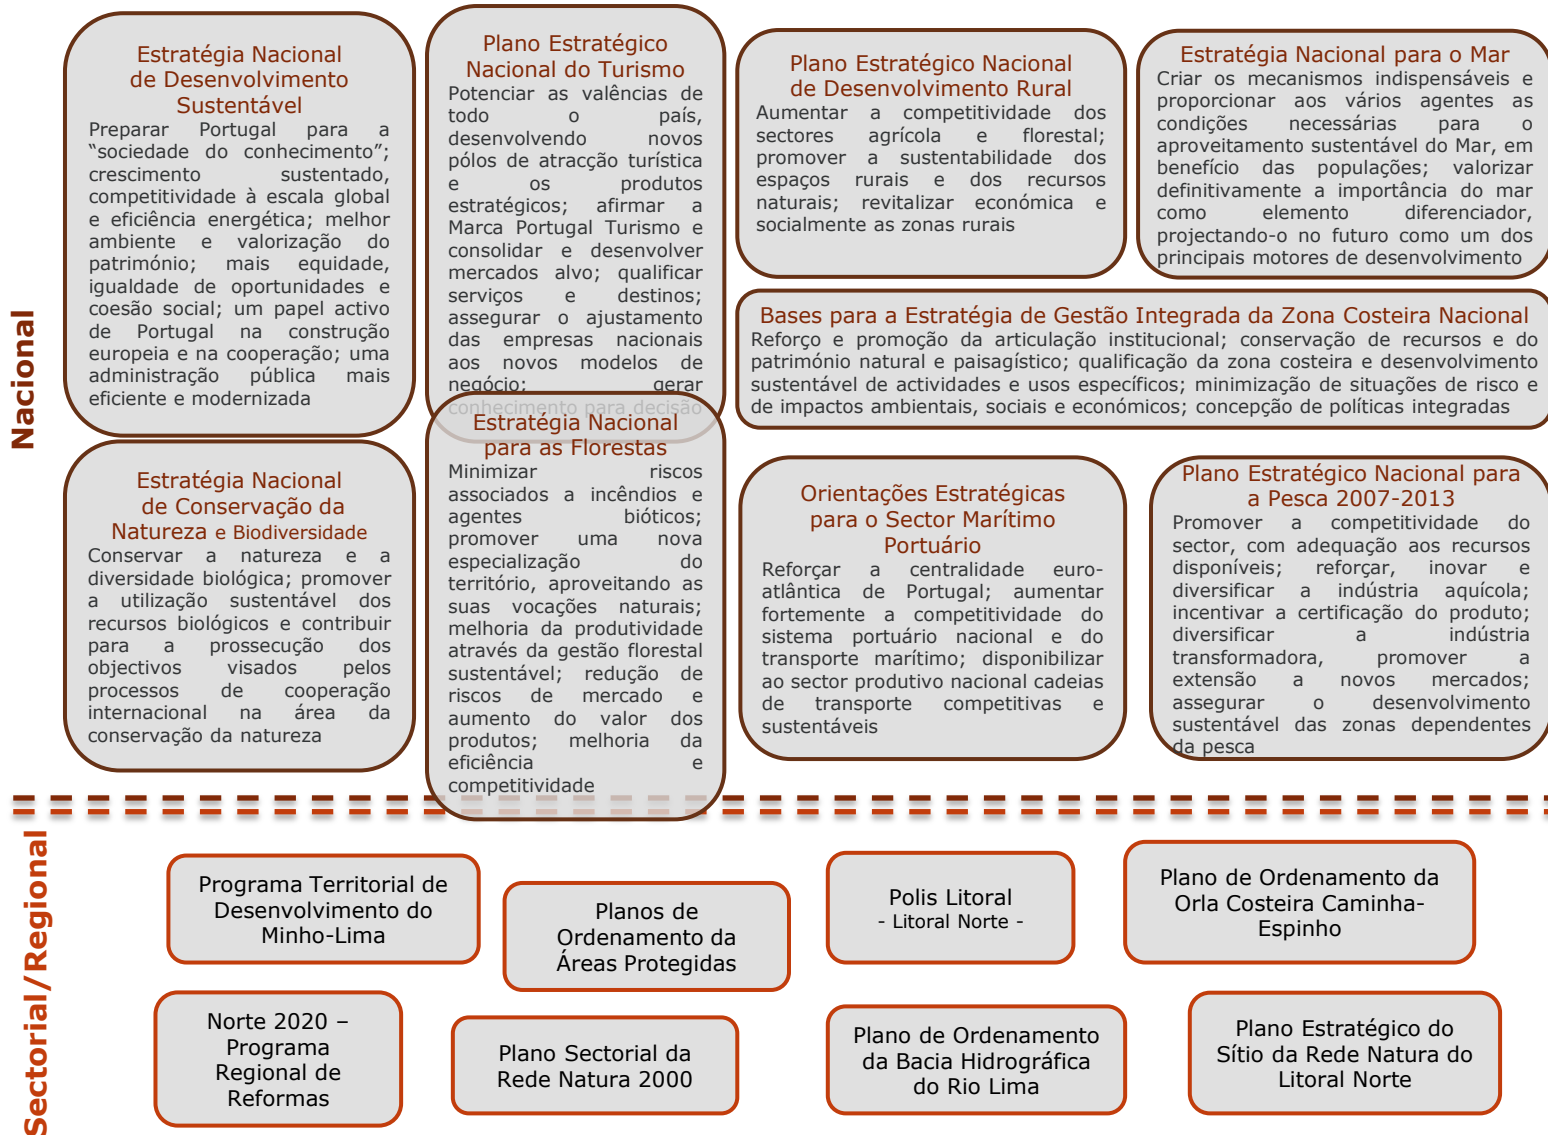 Nacional
Estratégia Nacional
de Desenvolvimento
Sustentável
Preparar Portugal para a
“sociedade do conhecimento”;
crescimento sustentado,
competitividade à escala global
e eficiência energética; melhor
ambiente e valorização do
património; mais equidade,
igualdade de oportunidades e
coesão social; um papel activo
de Portugal na construção
europeia e na cooperação; uma
administração pública mais
eficiente e modernizada
Plano Estratégico
Nacional do Turismo
Potenciar as valências de
todo o país,
desenvolvendo novos
pólos de atracção turística
e os produtos
estratégicos; afirmar a
Marca Portugal Turismo e
consolidar e desenvolver
mercados alvo; qualificar
serviços e destinos;
assegurar o ajustamento
das empresas nacionais
aos novos modelos de
negócio; gerar
conhecimento para decisão
Plano Estratégico Nacional
de Desenvolvimento Rural
Aumentar a competitividade dos
sectores agrícola e florestal;
promover a sustentabilidade dos
espaços rurais e dos recursos
naturais; revitalizar económica e
socialmente as zonas rurais
Estratégia Nacional para o Mar
Criar os mecanismos indispensáveis e
proporcionar aos vários agentes as
condições necessárias para o
aproveitamento sustentável do Mar, em
benefício das populações; valorizar
definitivamente a importância do mar
como elemento diferenciador,
projectando-o no futuro como um dos
principais motores de desenvolvimento
Bases para a Estratégia de Gestão Integrada da Zona Costeira Nacional
Reforço e promoção da articulação institucional; conservação de recursos e do
património natural e paisagístico; qualificação da zona costeira e desenvolvimento
sustentável de actividades e usos específicos; minimização de situações de risco e
de impactos ambientais, sociais e económicos; concepção de políticas integradas
Estratégia Nacional
de Conservação da
Natureza e Biodiversidade
Conservar a natureza e a
diversidade biológica; promover
a utilização sustentável dos
recursos biológicos e contribuir
para a prossecução dos
objectivos visados pelos
processos de cooperação
internacional na área da
conservação da natureza
Estratégia Nacional
para as Florestas
Minimizar riscos
associados a incêndios e
agentes bióticos;
promover uma nova
especialização do
território, aproveitando as
suas vocações naturais;
melhoria da produtividade
através da gestão florestal
sustentável; redução de
riscos de mercado e
aumento do valor dos
produtos; melhoria da
eficiência e
competitividade
Orientações Estratégicas
para o Sector Marítimo
Portuário
Reforçar a centralidade euro-
atlântica de Portugal; aumentar
fortemente a competitividade do
sistema portuário nacional e do
transporte marítimo; disponibilizar
ao sector produtivo nacional cadeias
de transporte competitivas e
sustentáveis
Plano Estratégico Nacional para
a Pesca 2007-2013
Promover a competitividade do
sector, com adequação aos recursos
disponíveis; reforçar, inovar e
diversificar a indústria aquícola;
incentivar a certificação do produto;
diversificar a indústria
transformadora, promover a
extensão a novos mercados;
assegurar o desenvolvimento
sustentável das zonas dependentes
da pesca
Sectorial/Regional
Programa Territorial de
Desenvolvimento do
Minho-Lima
Planos de
Ordenamento da
Áreas Protegidas
Polis Litoral
- Litoral Norte -
Plano de Ordenamento da
Orla Costeira Caminha-
Espinho
Norte 2020 –
Programa
Regional de
Reformas
Plano Sectorial da
Rede Natura 2000
Plano de Ordenamento
da Bacia Hidrográfica
do Rio Lima
Plano Estratégico do
Sítio da Rede Natura do
Litoral Norte